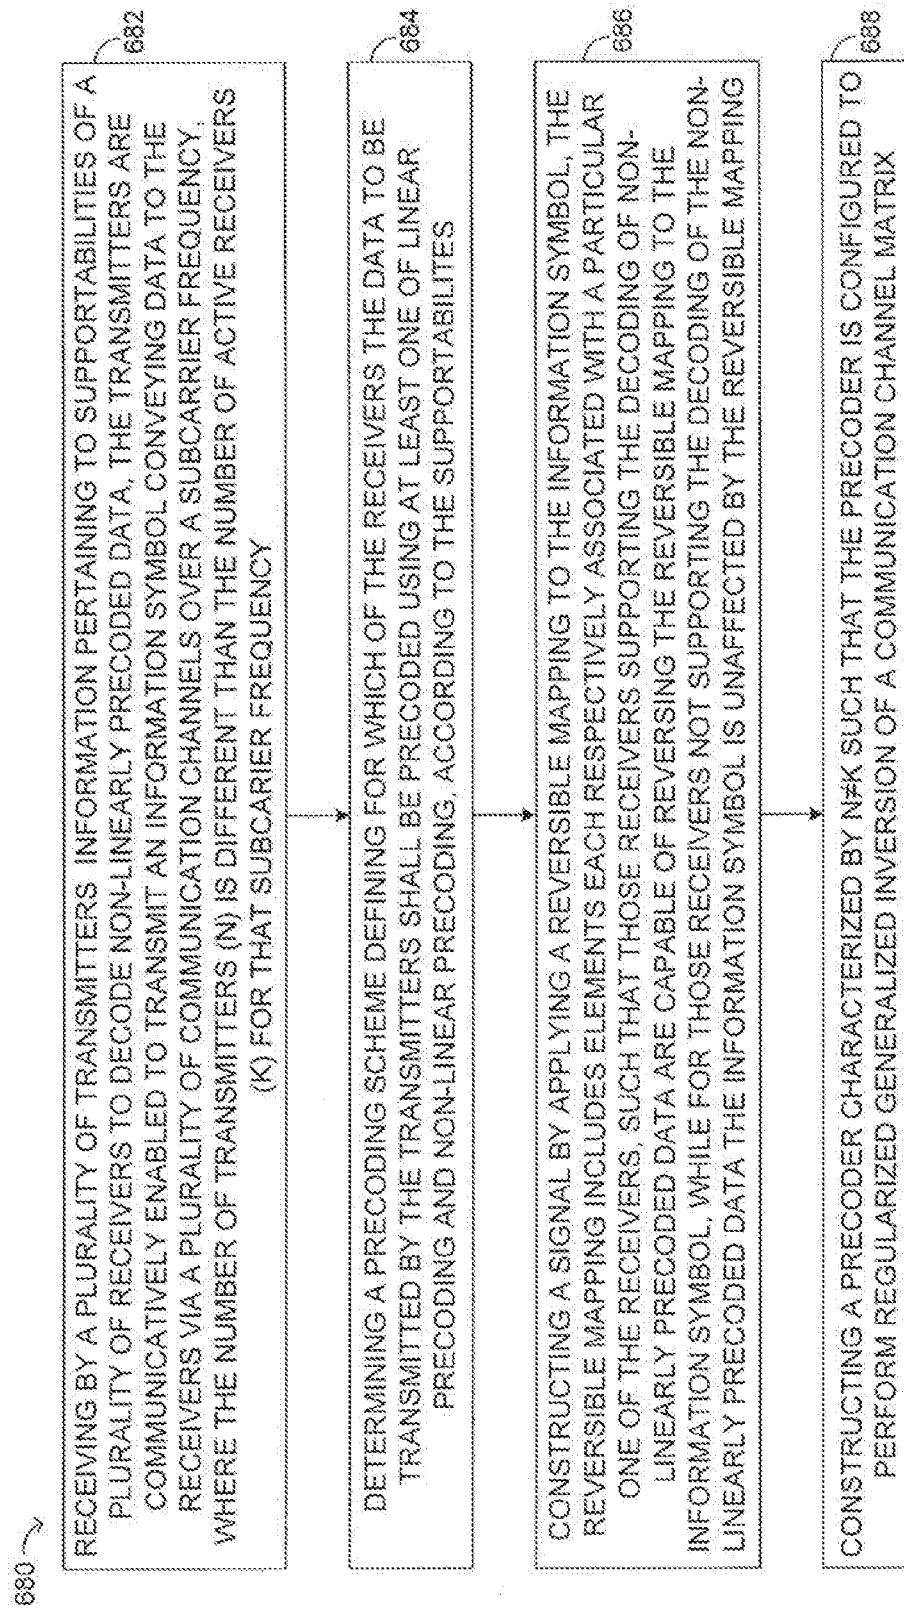 680
682
RECEIVING BY A PLURALITY OF TRANSMITTERS INFORMATION PERTAINING TO SUPPORTABILITIES OF A
PLURALITY OF RECEIVERS TO DECODE NON-LINEARLY PRECODED DATA, THE TRANSMITTERS ARE
COMMUNICATIVELY ENABLED TO TRANSMIT AN INFORMATION SYMBOL CONVEYING DATA TO THE
RECEIVERS VIA A PLURALITY OF COMMUNICATION CHANNELS OVER A SUBCARRIER FREQUENCY,
WHERE THE NUMBER OF TRANSMITTERS (N) IS DIFFERENT THAN THE NUMBER OF ACTIVE RECEIVERS
(K) FOR THAT SUBCARIER FREQUENCY
684
DETERMINING A PRECODING SCHEME DEFINING FOR WHICH OF THE RECEIVERS THE DATA TO BE
TRANSMITTED BY THE TRANSMITTERS SHALL BE PRECODED USING AT LEAST ONE OF LINEAR
PRECODING AND NON-LINEAR PRECODING, ACCORDING TO THE SUPPORTABILITES
686
CONSTRUCTING A SIGNAL BY APPLYING A REVERSIBLE MAPPING TO THE INFORMATION SYMBOL, THE
REVERSIBLE MAPPING INCLUDES ELEMENTS EACH RESPECTIVELY ASSOCIATED WITH A PARTICULAR
ONE OF THE RECEIVERS, SUCH THAT THOSE RECEIVERS SUPPORTING THE DECODING OF NON-
LINEARLY PRECODED DATA ARE CAPABLE OF REVERSING THE REVERSIBLE MAPPING TO THE
INFORMATION SYMBOL, WHILE FOR THOSE RECEIVERS NOT SUPPORTING THE DECODING OF THE NON-
LINEARLY PRECODED DATA THE INFORMATION SYMBOL IS UNAFFECTED BY THE REVERSIBLE MAPPING
688
CONSTRUCTING A PRECODER CHARACTERIZED BY N≠K SUCH THAT THE PRECODER IS CONFIGURED TO
PERFORM REGULARIZED GENERALIZED INVERSION OF A COMMUNICATION CHANNEL MATRIX